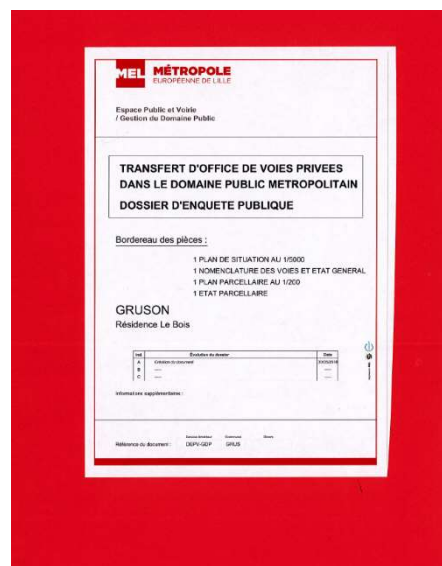 MEL MÉTROPOLE
EUROPÉENNE DE LILLE
Espace Public et Voirie
/ Gestion du Domaine Public
TRANSFERT D'OFFICE DE VOIES PRIVEES
DANS LE DOMAINE PUBLIC METROPOLITAIN
DOSSIER D'ENQUETE PUBLIQUE
Bordereau des pièces :
1 PLAN DE SITUATION AU 1/5000
1 NOMENCLATURE DES VOIES ET ETAT GENERAL
1 PLAN PARCELLAIRE AU 1/200
1 ETAT PARCELLAIRE
GRUSON
Résidence Le Bois
Ind. Évolution du dossier Date
A Création du document
B ----
C ----
Informations supplémentaires :
Commune Divers
Référence du document : DEPV-GDP GRUS